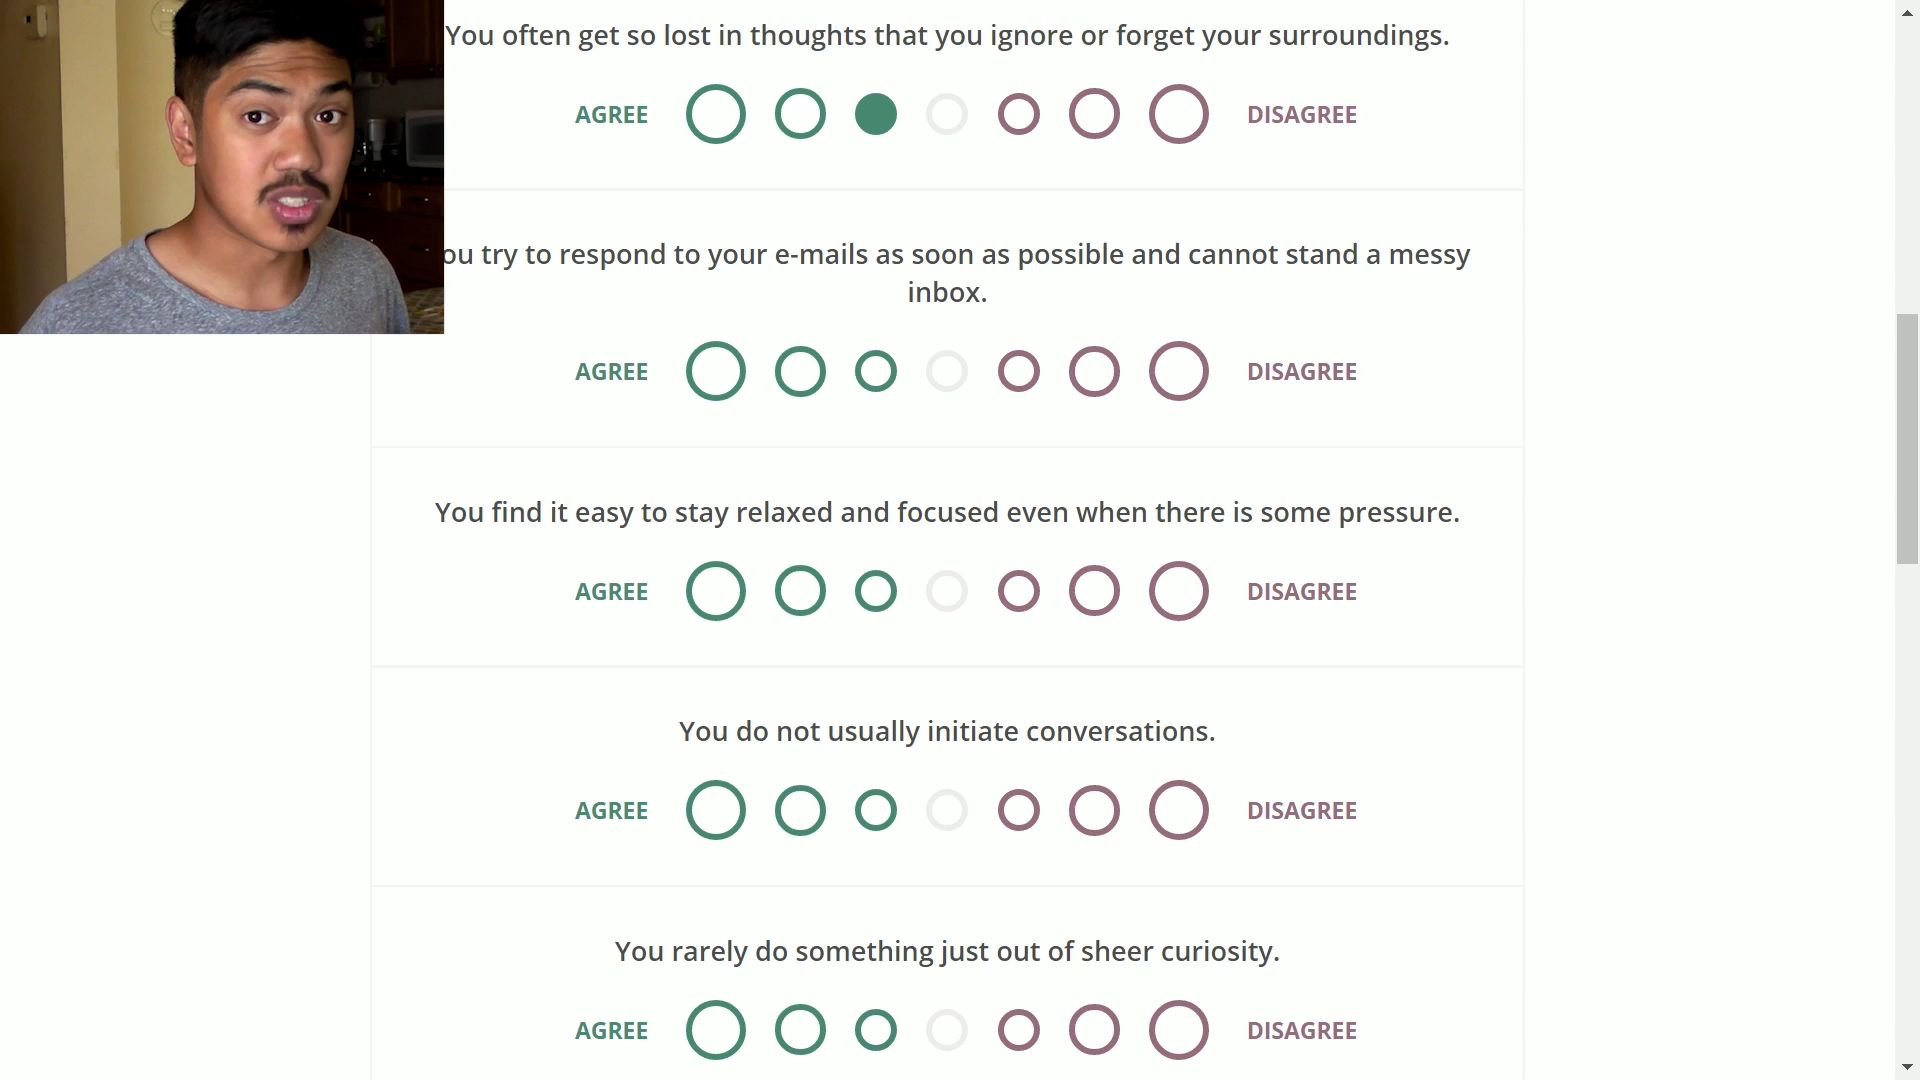 You often get so lost in thoughts that you ignore or forget your surroundings.
AGREE DISAGREE
ou try to respond to your e-mails as soon as possible and cannot stand a messy
inbox.
AGREE DISAGREE
You find it easy to stay relaxed and focused even when there is some pressure.
AGREE DISAGREE
You do not usually initiate conversations.
AGREE DISAGREE
You rarely do something just out of sheer curiosity.
AGREE DISAGREE